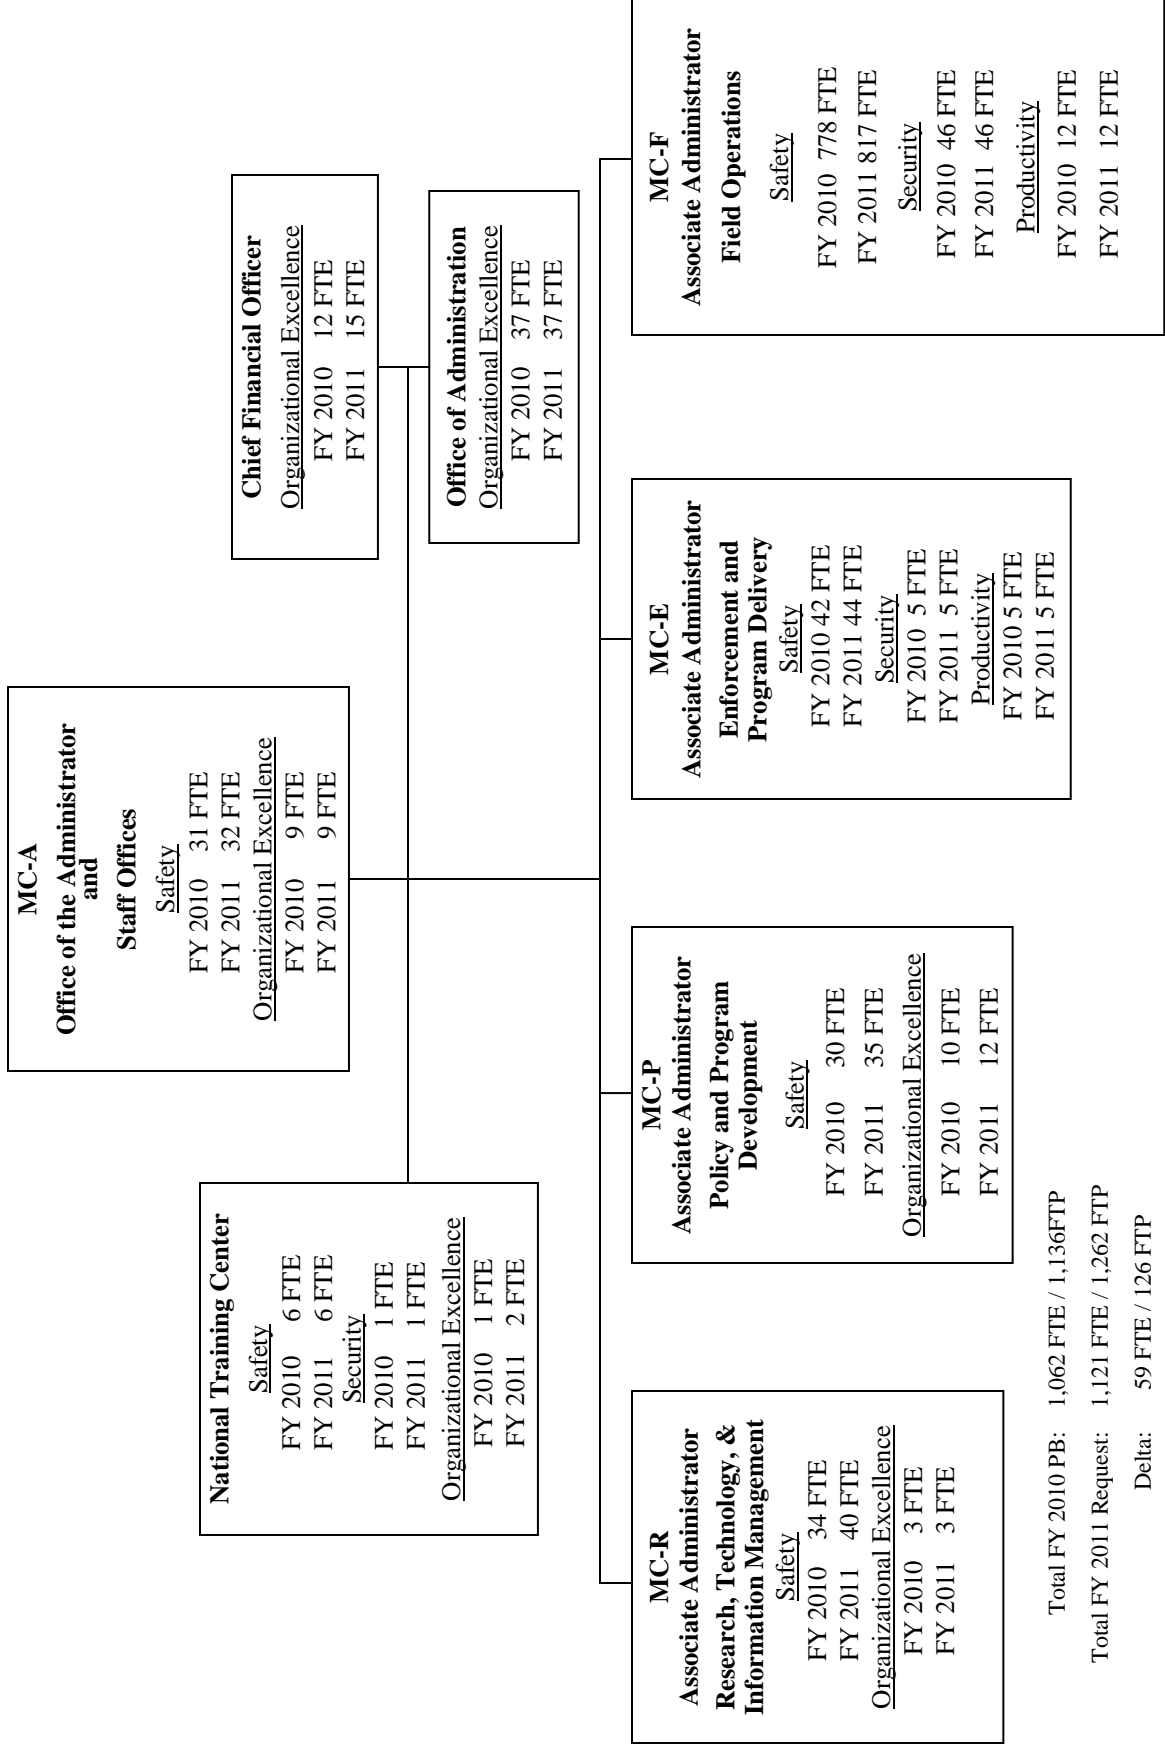 MC-A
Office of the Administrator
and
Staff Offices
Safety
FY 2010 31 FTE
FY 2011 32 FTE
Organizational Excellence
FY 2010 9 FTE
FY 2011 9 FTE
National Training Center
Safety
FY 2010 6 FTE
FY 2011 6 FTE
Security
FY 2010 1 FTE
FY 2011 1 FTE
Organizational Excellence
FY 2010 1 FTE
FY 2011 2 FTE
Chief Financial Officer
Organizational Excellence
FY 2010 12 FTE
FY 2011 15 FTE
Office of Administration
Organizational Excellence
FY 2010 37 FTE
FY 2011 37 FTE
MC-R
Associate Administrator
Research, Technology, &
Information Management
Safety
FY 2010 34 FTE
FY 2011 40 FTE
Organizational Excellence
FY 2010 3 FTE
FY 2011 3 FTE
MC-P
Associate Administrator
Policy and Program
Development
Safety
FY 2010 30 FTE
FY 2011 35 FTE
Organizational Excellence
FY 2010 10 FTE
FY 2011 12 FTE
MC-E
Associate Administrator
Enforcement and
Program Delivery
Safety
FY 2010 42 FTE
FY 2011 44 FTE
Security
FY 2010 5 FTE
FY 2011 5 FTE
Productivity
FY 2010 5 FTE
FY 2011 5 FTE
MC-F
Associate Administrator
Field Operations
Safety
FY 2010 778 FTE
FY 2011 817 FTE
Security
FY 2010 46 FTE
FY 2011 46 FTE
Productivity
FY 2010 12 FTE
FY 2011 12 FTE
Total FY 2010 PB: 1,062 FTE / 1,136FTP
Total FY 2011 Request: 1,121 FTE / 1,262 FTP
Delta: 59 FTE / 126 FTP